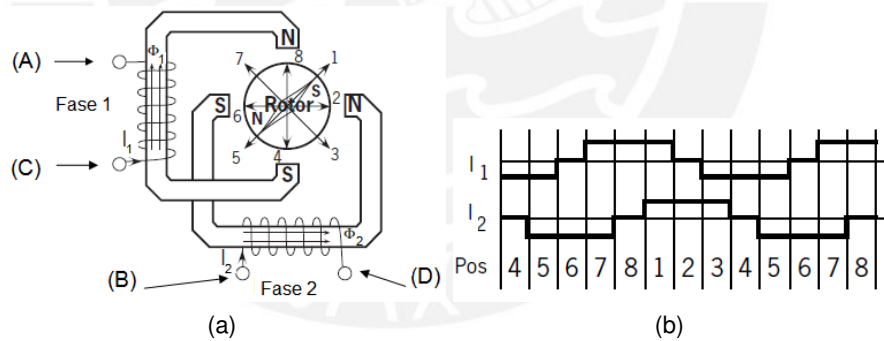 (A)
Fase 1
(C)
Φ1
I1
N
S
S
N
8
1
7
2
S
Rotor
6
N
5
4
3
I2
Φ2
(B)
Fase 2
(D)
(a)
I1
I2
Pos 4 5 6 7 8 1 2 3 4 5 6 7 8
(b)